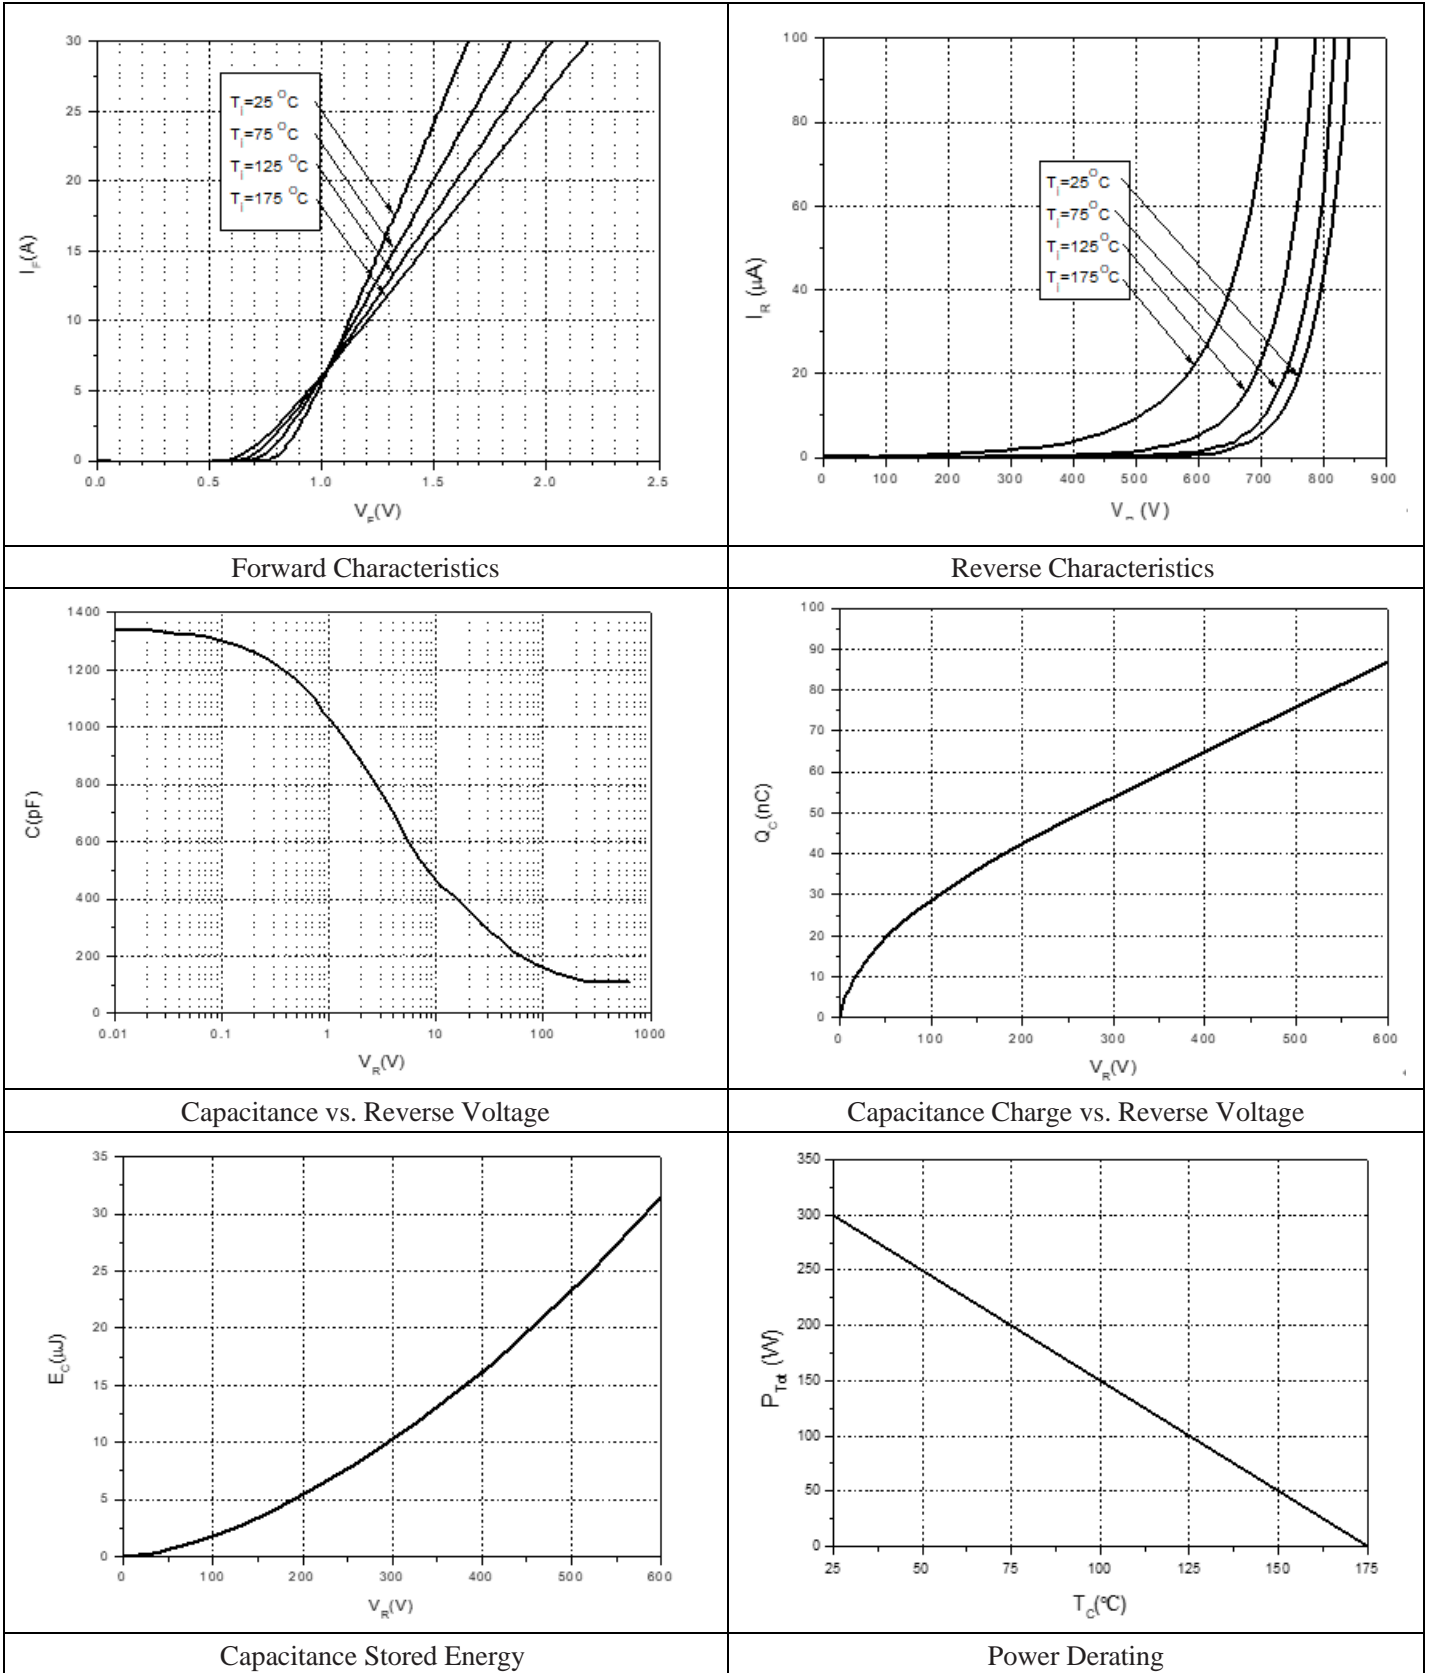 30
25
20
15
10
5
0
I_F(A)
T_j=25 °C
T_j=75 °C
T_j=125 °C
T_j=175 °C
0.0 0.5 1.0 1.5 2.0 2.5
V_F(V)
Forward Characteristics
100
80
60
40
20
0
I_R (μA)
T_j=25°C
T_j=75°C
T_j=125°C
T_j=175°C
0 100 200 300 400 500 600 700 800 900
(V)
Reverse Characteristics
1400
1200
1000
800
600
400
200
0
C(pF)
0.01 0.1 1 10 100 1000
V_R(V)
Capacitance vs. Reverse Voltage
100
90
80
70
60
50
40
30
20
10
0
Q_C(nC)
0 100 200 300 400 500 600
V_R(V)
Capacitance Charge vs. Reverse Voltage
35
30
25
20
15
10
5
0
E_C(μJ)
0 100 200 300 400 500 600
V_R(V)
Capacitance Stored Energy
350
300
250
200
150
100
50
0
P_Tot (W)
25 50 75 100 125 150 175
T_C(°C)
Power Derating